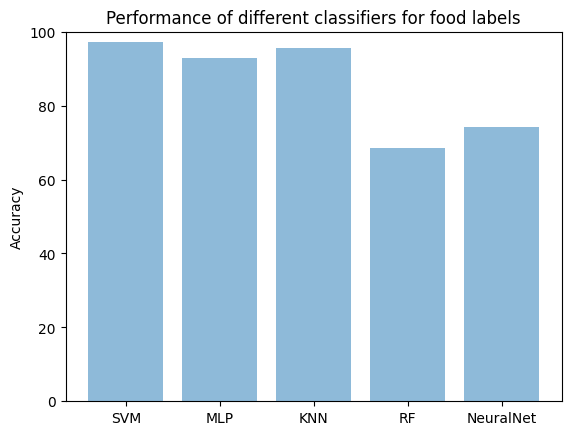 Performance of different classifiers for food labels
100
80
60
40
20
0
Accuracy
SVM MLP KNN RF NeuralNet